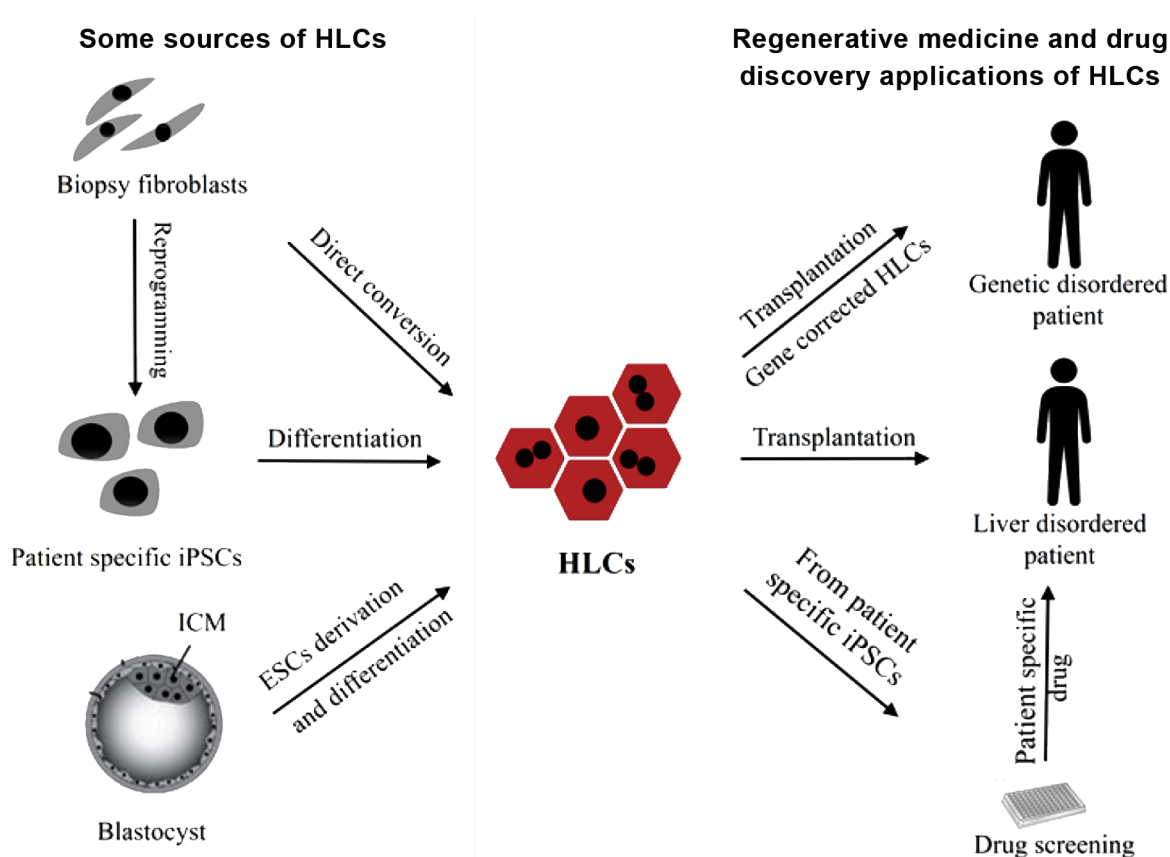 Some sources of HLCs
Biopsy fibroblasts
Reprogramming
Direct conversion
Differentiation
Patient specific iPSCs
ICM
ESCs derivation
and differentiation
Blastocyst
HLCs
Regenerative medicine and drug
discovery applications of HLCs
Transplantation
Gene corrected HLCs
Genetic disordered
patient
Transplantation
Liver disordered
patient
From patient
specific iPSCs
Patient specific
drug
Drug screening